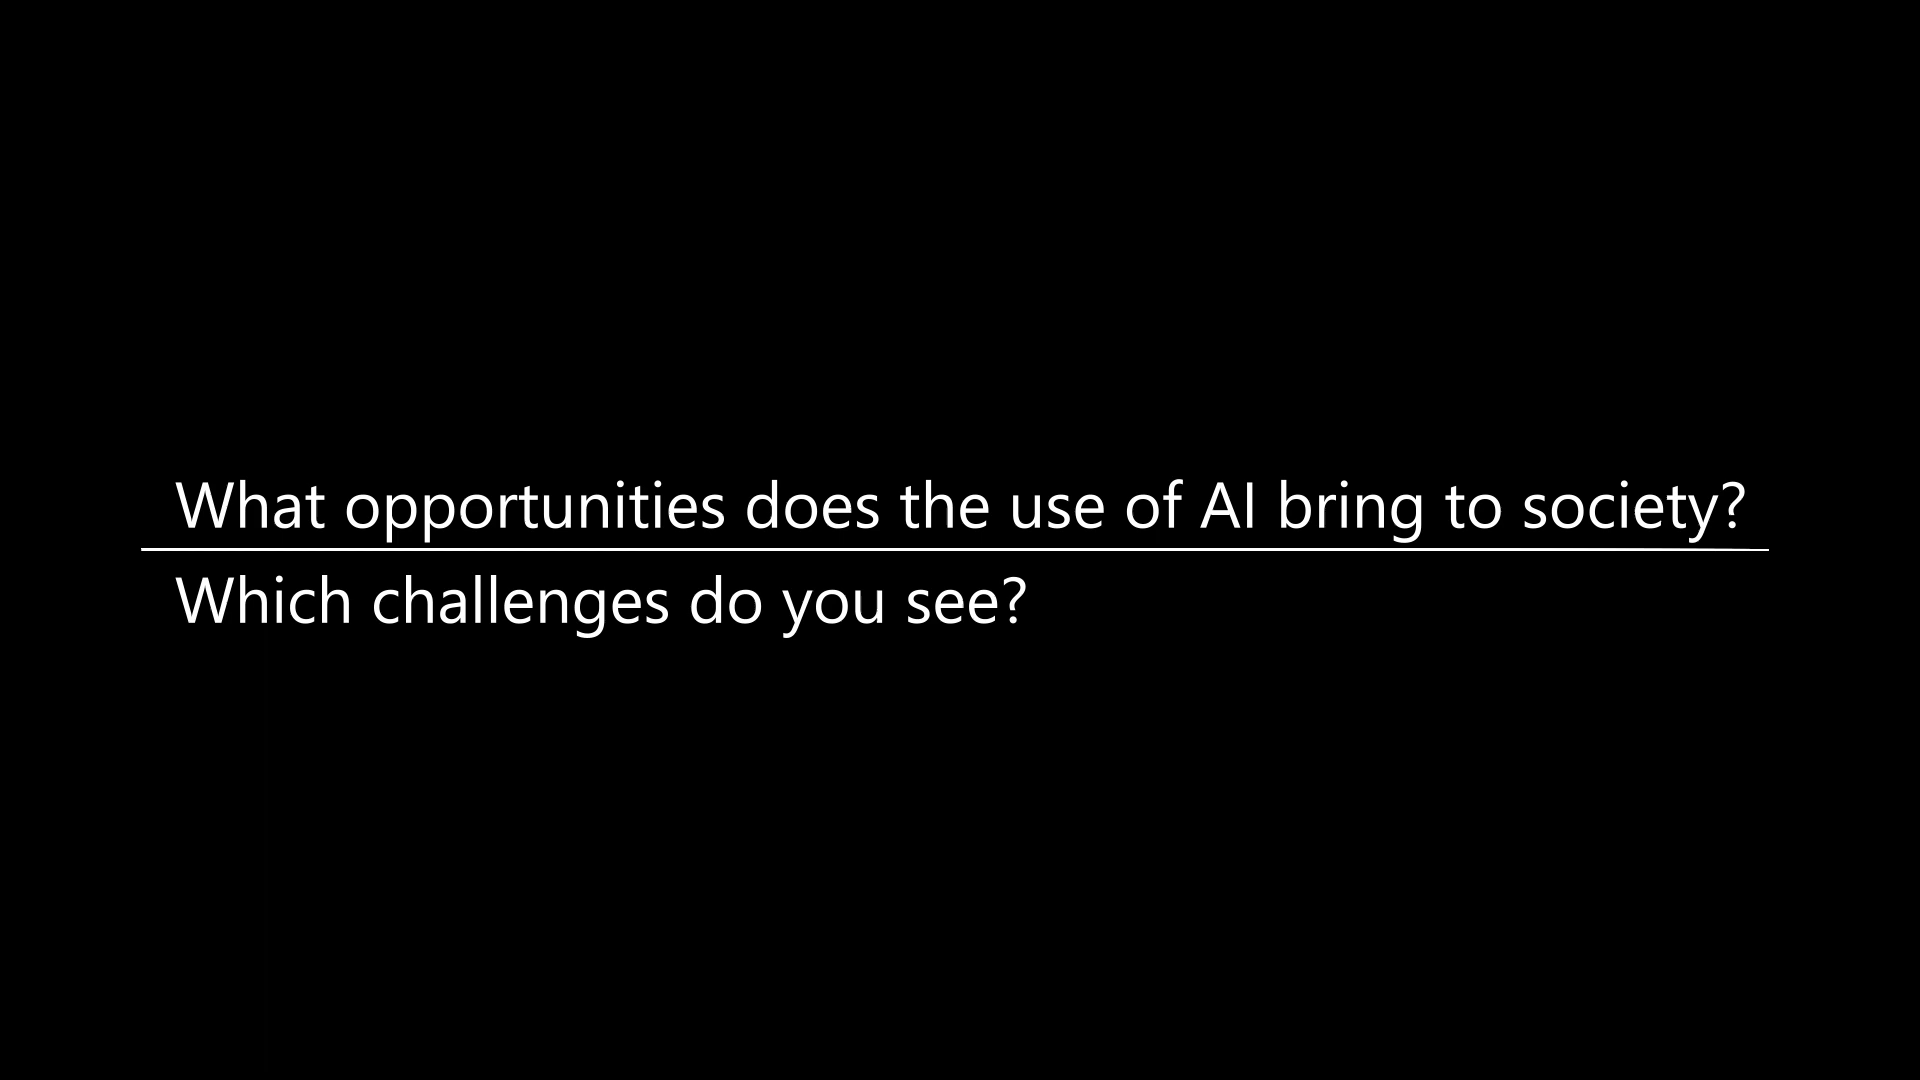 What opportunities does the use of AI bring to society?
Which challenges do you see?